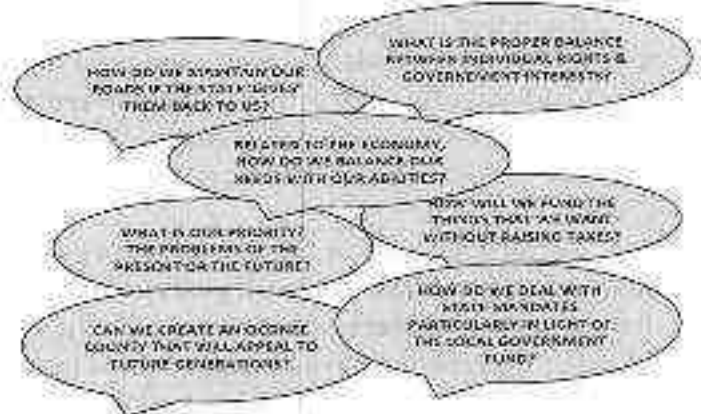 HOW DO WE MAINTAIN OUR
ROADS IF THE STATE "GIVES"
THEM BACK TO US?
WHAT IS THE PROPER BALANCE
BETWEEN INDIVIDUAL RIGHTS &
GOVERNEMENT INTERESTS?
RELATED TO THE ECONOMY,
HOW DO WE BALANCE OUR
NEEDS WITH OUR ABILITIES?
WHAT IS OUR PRIORITY?
THE PROBLEMS OF THE
PRESENT OR THE FUTURE?
HOW WILL WE FUND THE
THINGS THAT WE WANT
WITHOUT RAISING TAXES?
CAN WE CREATE AN OCONEE
COUNTY THAT WILL APPEAL TO
FUTURE GENERATIONS?
HOW DO WE DEAL WITH
STATE MANDATES
PARTICULARLY IN LIGHT OF
THE LOCAL GOVERNMENT
FUND?